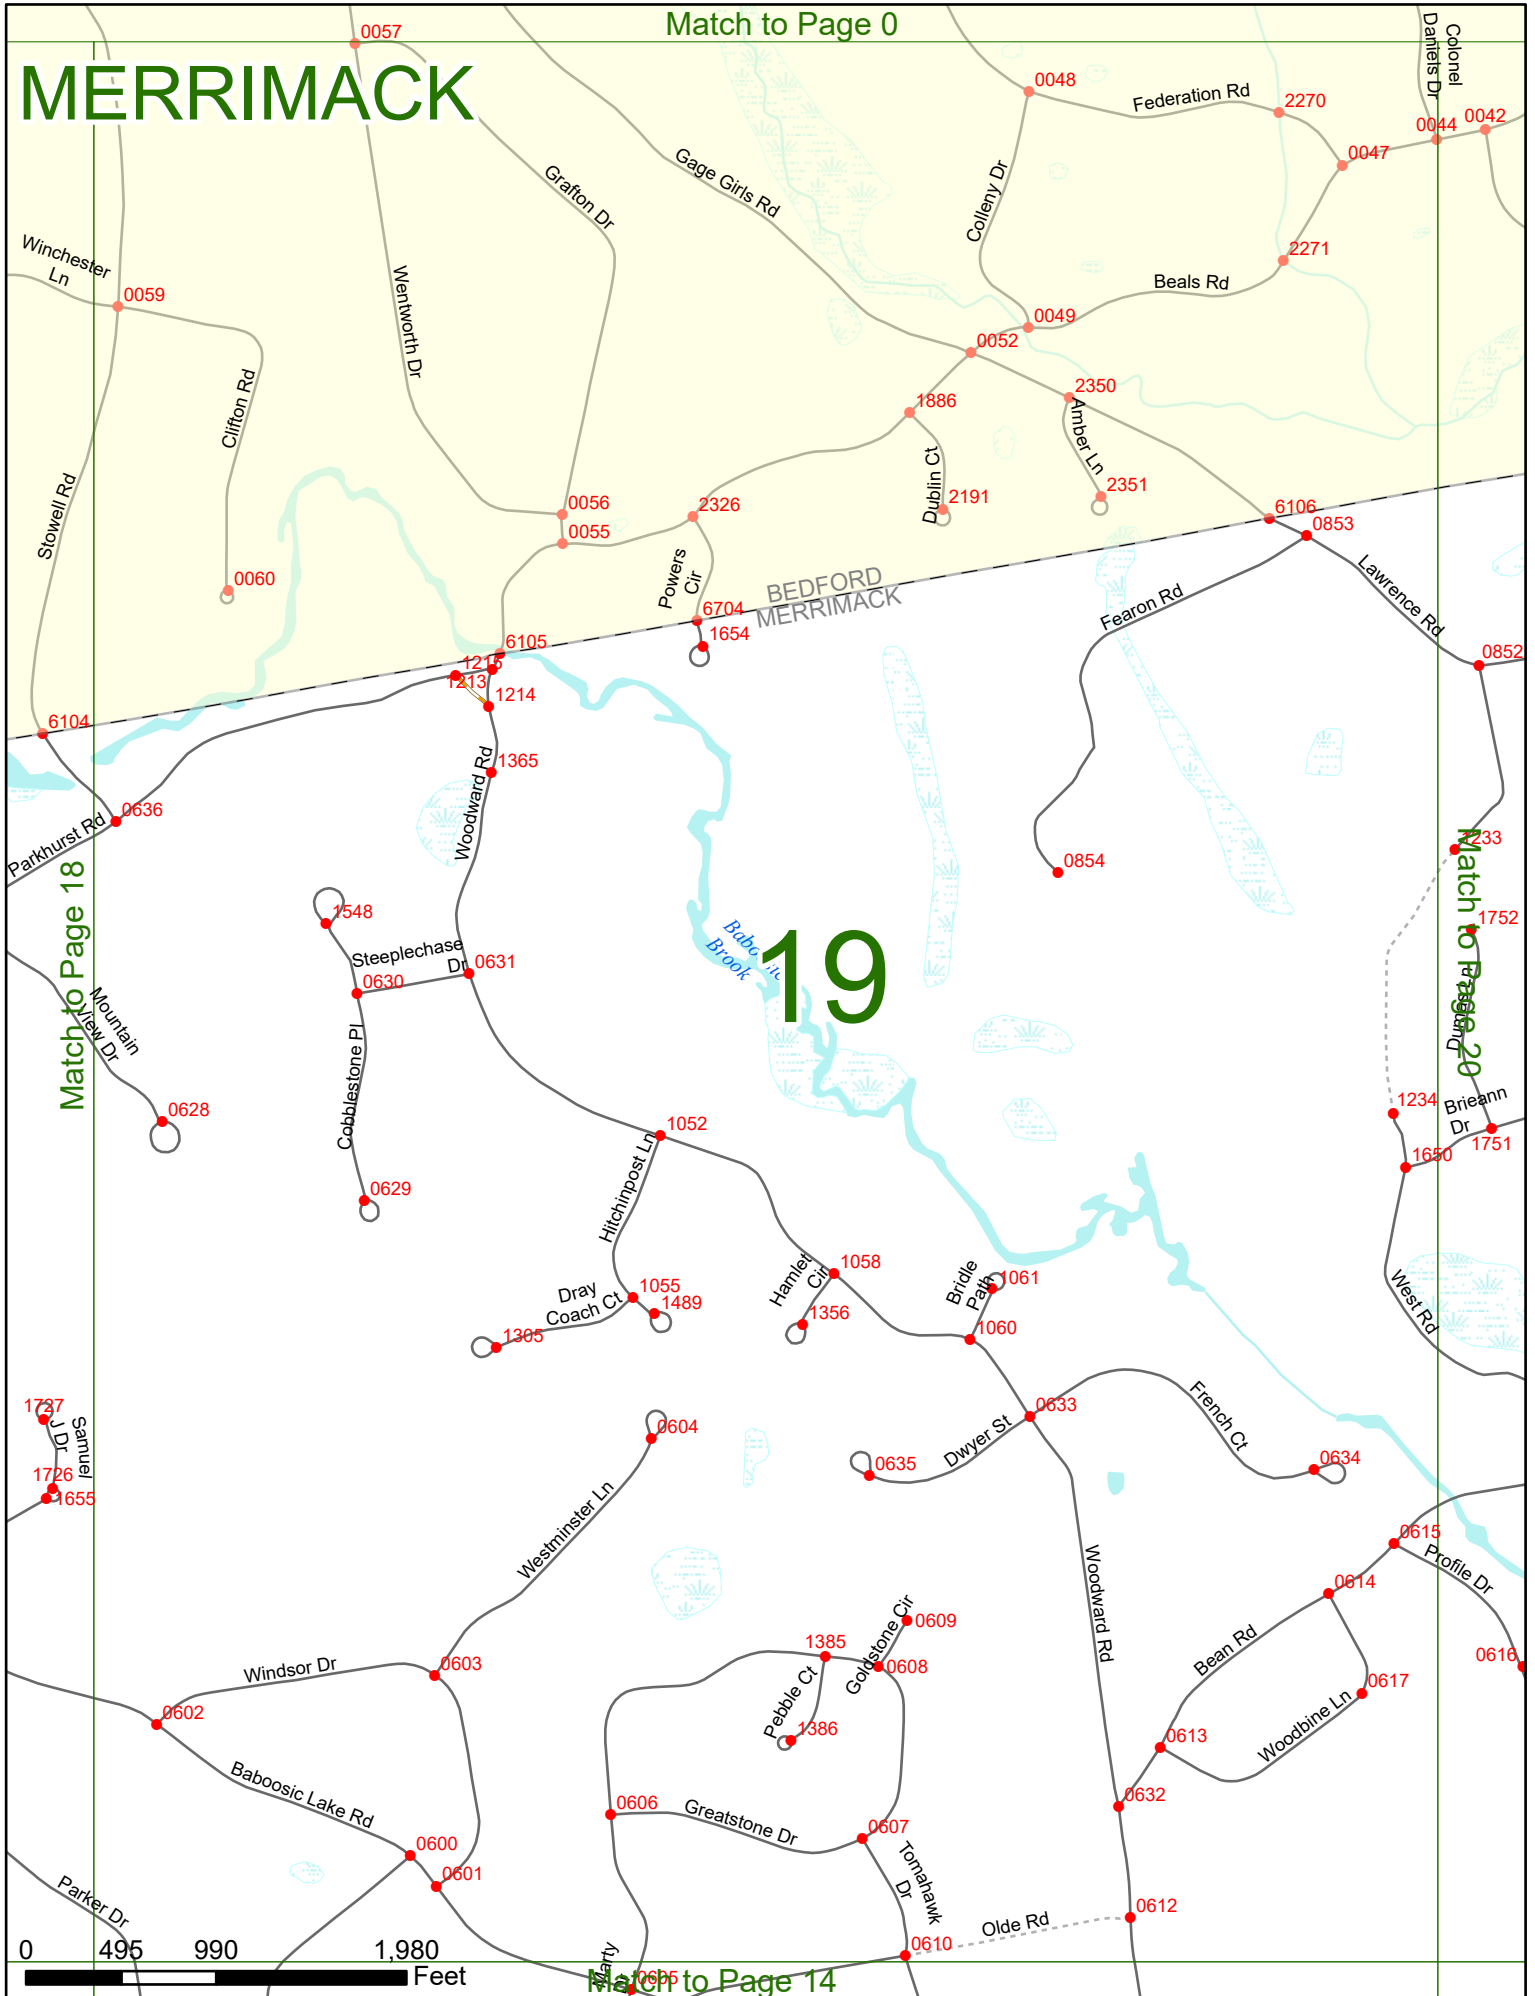 Match to Page 0
MERRIMACK
0057
0048
Federation Rd
2270
Colonel
Daniels Dr
0044
0042
0047
Grafton Dr
Gage Girls Rd
Colleny Dr
Winchester
Ln
0059
Wentworth Dr
2271
Beals Rd
0049
0052
Clifton Rd
1886
2350
Amber Ln
Stowell Rd
Dublin Ct
2191
2351
0056
0055
2326
6106
0853
0060
Powers
Cir
BEDFORD
MERRIMACK
Fearon Rd
Lawrence Rd
6704
1654
6105
1215
1213
1214
0852
6104
1365
Woodward Rd
0636
Parkhurst Rd
Match to Page 18
0854
1233
Match to Page 20
1548
1752
Steeplechase
Dr
0631
0630
Brook
19
Mountain
View Dr
Cobblestone Pl
0628
1052
1234
Brieann
Dr
1751
1650
0629
Hitchinpost Ln
1058
Hamlet
Cir
Bridle
Path
1061
1055
1489
Dray
Coach Ct
1305
1356
1060
West Rd
1727
Samuel
J Dr
1726
1655
0604
0633
Dwyer St
0635
French Ct
0634
Westminster Ln
0615
Profile Dr
0614
Woodward Rd
Goldstone Cir
0609
1385
0608
Bean Rd
0616
Windsor Dr
0603
Pebble Ct
1386
0617
Woodbine Ln
0602
0613
Baboosic Lake Rd
0606
Greatstone Dr
0607
0632
0600
0601
Tomahawk
Dr
Parker Dr
0612
Olde Rd
0610
0 495 990 1,980
Feet
Marty
0605
Match to Page 14